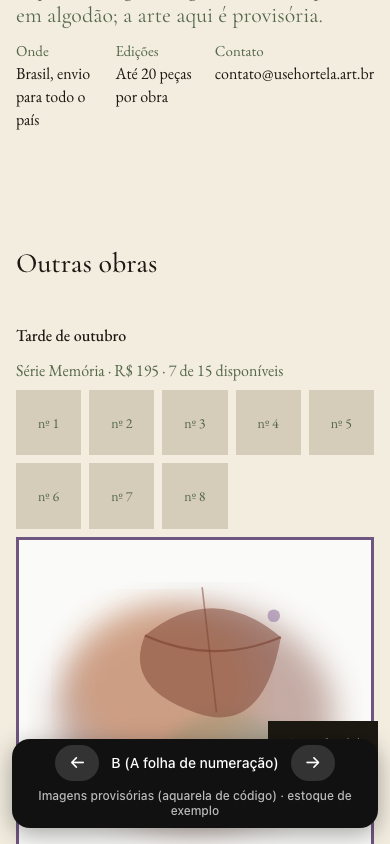 em algodão; a arte aqui é provisória.
Onde
Brasil, envio
para todo o
país
Edições
Até 20 peças
por obra
Contato
contato@usehortela.art.br
Outras obras
Tarde de outubro
Série Memória · R$ 195 · 7 de 15 disponíveis
nº 1
nº 2
nº 3
nº 4
nº 5
nº 6
nº 7
nº 8
B (A folha de numeração)
Imagens provisórias (aquarela de código) · estoque de
exemplo